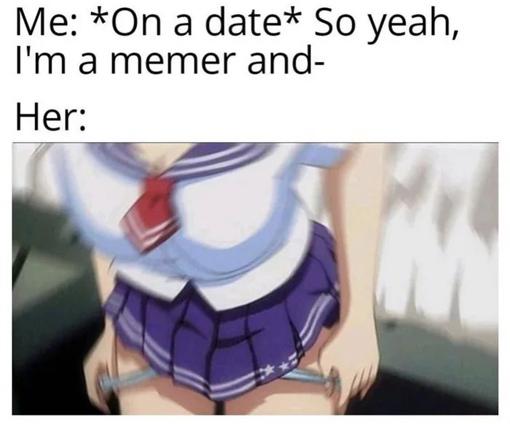 Me: *On a date* So yeah,
I'm a memer and-
Her: